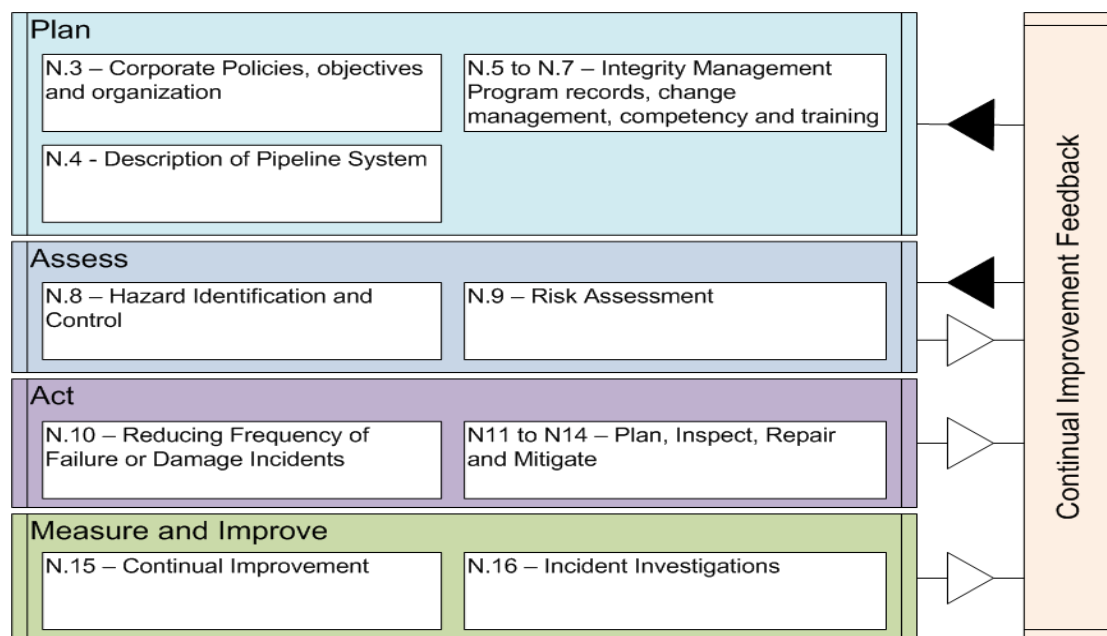 Plan
N.3 – Corporate Policies, objectives
and organization
N.5 to N.7 – Integrity Management
Program records, change
management, competency and training
N.4 - Description of Pipeline System
Assess
N.8 – Hazard Identification and
Control
N.9 – Risk Assessment
Act
N.10 – Reducing Frequency of
Failure or Damage Incidents
N11 to N14 – Plan, Inspect, Repair
and Mitigate
Measure and Improve
N.15 – Continual Improvement
N.16 – Incident Investigations
Continual Improvement Feedback